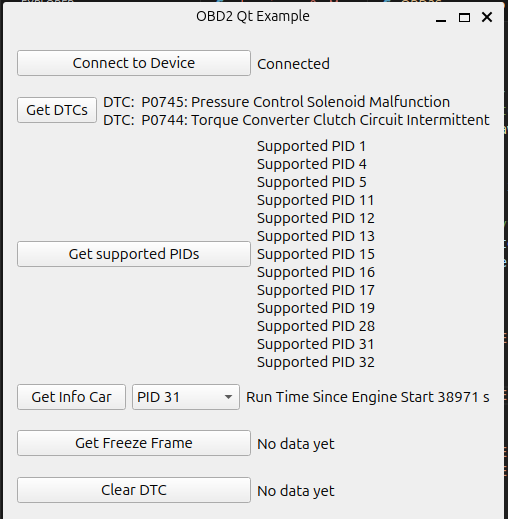 OBD2 Qt Example
Connect to Device Connected
Get DTCs
DTC: P0745: Pressure Control Solenoid Malfunction
DTC: P0744: Torque Converter Clutch Circuit Intermittent
Get supported PIDs
Supported PID 1
Supported PID 4
Supported PID 5
Supported PID 11
Supported PID 12
Supported PID 13
Supported PID 15
Supported PID 16
Supported PID 17
Supported PID 19
Supported PID 28
Supported PID 31
Supported PID 32
Get Info Car PID 31 Run Time Since Engine Start 38971 s
Get Freeze Frame No data yet
Clear DTC No data yet